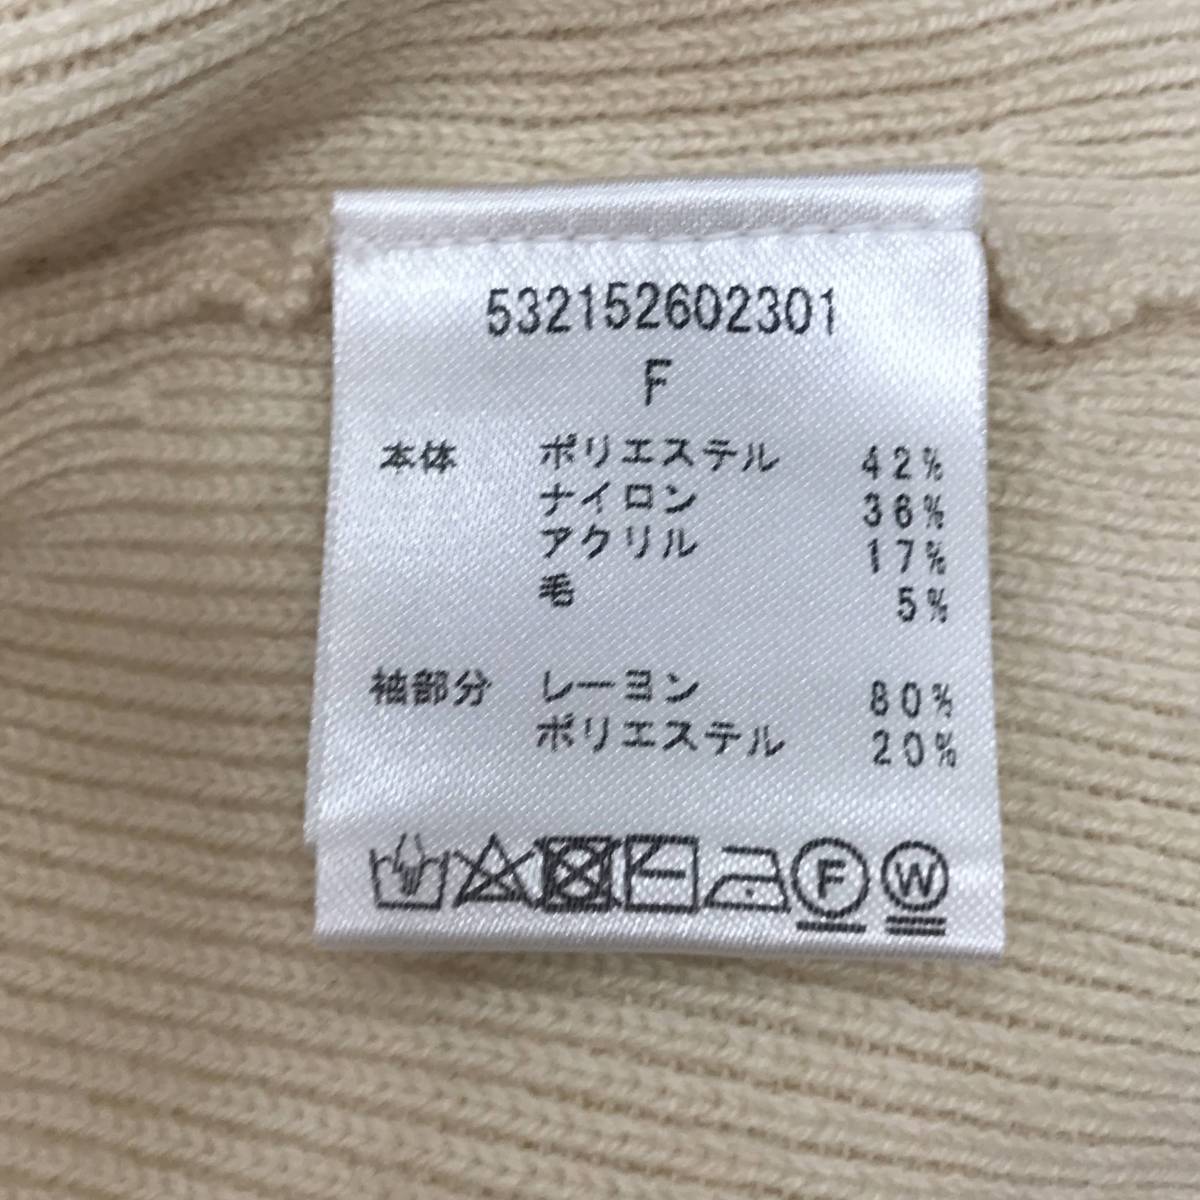 532152602301
F
本体 ポリエステル 42%
ナイロン 36%
アクリル 17%
毛 5%
袖部分 レーヨン 80%
ポリエステル 20%
F W